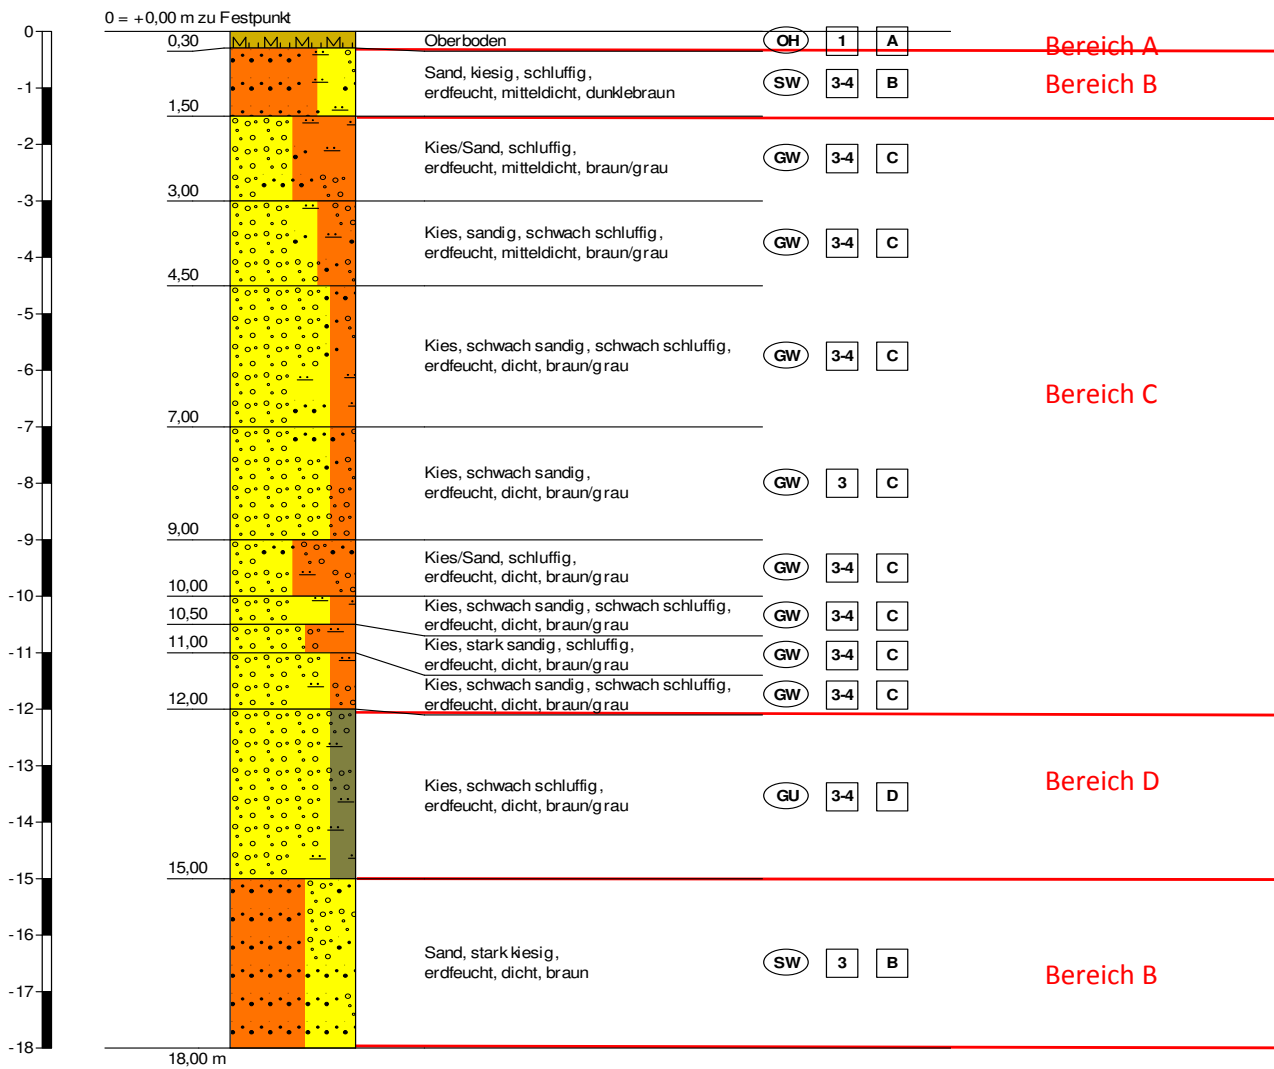 0 = +0,00 m zu Festpunkt
0
0,30
M M M M
Oberboden
OH 1 A
Bereich A
Sand, kiesig, schluffig,
erdfeucht, mitteldicht, dunklebraun
SW 3-4 B
Bereich B
-1
1,50
-2
Kies/Sand, schluffig,
erdfeucht, mitteldicht, braun/grau
GW 3-4 C
3,00
-3
Kies, sandig, schwach schluffig,
erdfeucht, mitteldicht, braun/grau
GW 3-4 C
-4
4,50
-5
Kies, schwach sandig, schwach schluffig,
erdfeucht, dicht, braun/grau
GW 3-4 C
-6
Bereich C
7,00
-7
Kies, schwach sandig,
erdfeucht, dicht, braun/grau
GW 3 C
-8
9,00
-9
Kies/Sand, schluffig,
erdfeucht, dicht, braun/grau
GW 3-4 C
10,00
-10
Kies, schwach sandig, schwach schluffig,
erdfeucht, dicht, braun/grau
GW 3-4 C
10,50
Kies, stark sandig, schluffig,
erdfeucht, dicht, braun/grau
GW 3-4 C
11,00
-11
Kies, schwach sandig, schwach schluffig,
erdfeucht, dicht, braun/grau
GW 3-4 C
12,00
-12
-13
Kies, schwach schluffig,
erdfeucht, dicht, braun/grau
GU 3-4 D
Bereich D
-14
15,00
-15
-16
Sand, stark kiesig,
erdfeucht, dicht, braun
SW 3 B
Bereich B
-17
-18
18,00 m